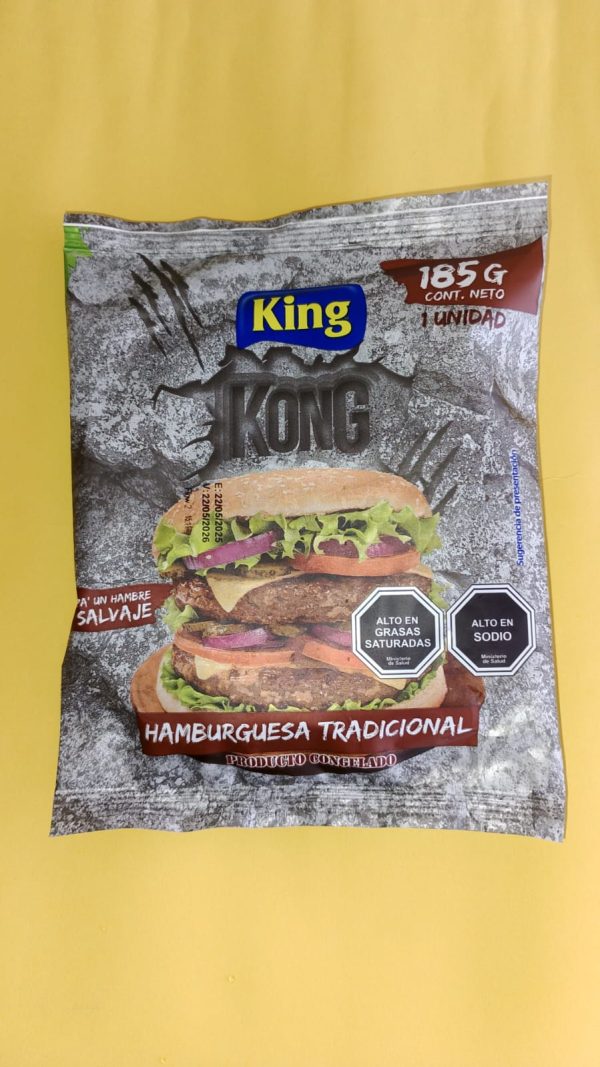 185 G
CONT. NETO
1 UNIDAD
King
KONG
E: 22/05/2025
V: 22/05/2026
Sugerencia de presentación
UN HAMBRE
SALVAJE
ALTO EN
GRASAS
SATURADAS
Ministerio
de Salud
ALTO EN
SODIO
Ministerio
de Salud
HAMBURGUESA TRADICIONAL
PRODUCTO CONGELADO